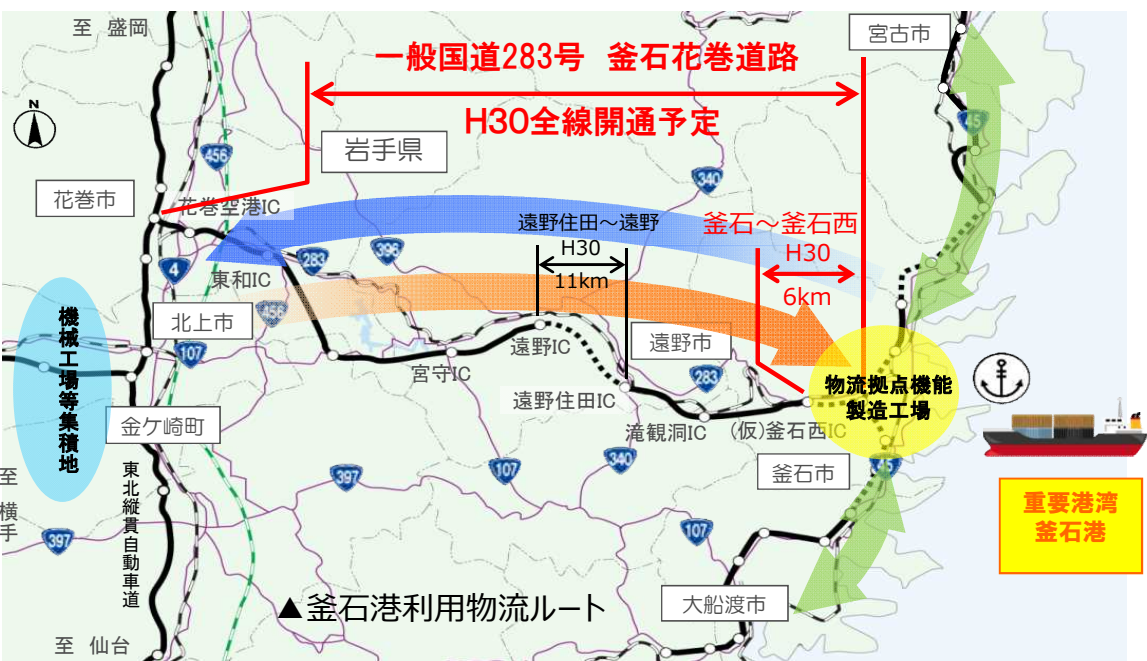 至 盛岡
宮古市
一般国道283号 釜石花巻道路
H30全線開通予定
N
45
456
岩手県
340
花巻市
花巻空港IC
遠野住田～遠野
H30
11km
釜石～釜石西
H30
6km
396
283
4
東和IC
機械工場等集積地
北上市
456
107
遠野IC
遠野市
宮守IC
283
物流拠点機能
製造工場
遠野住田IC
金ケ崎町
滝観洞IC
(仮)釜石西IC
340
107
397
釜石市
45
至 横手
東北縦貫自動車道
397
107
重要港湾
釜石港
▲釜石港利用物流ルート
大船渡市
至 仙台